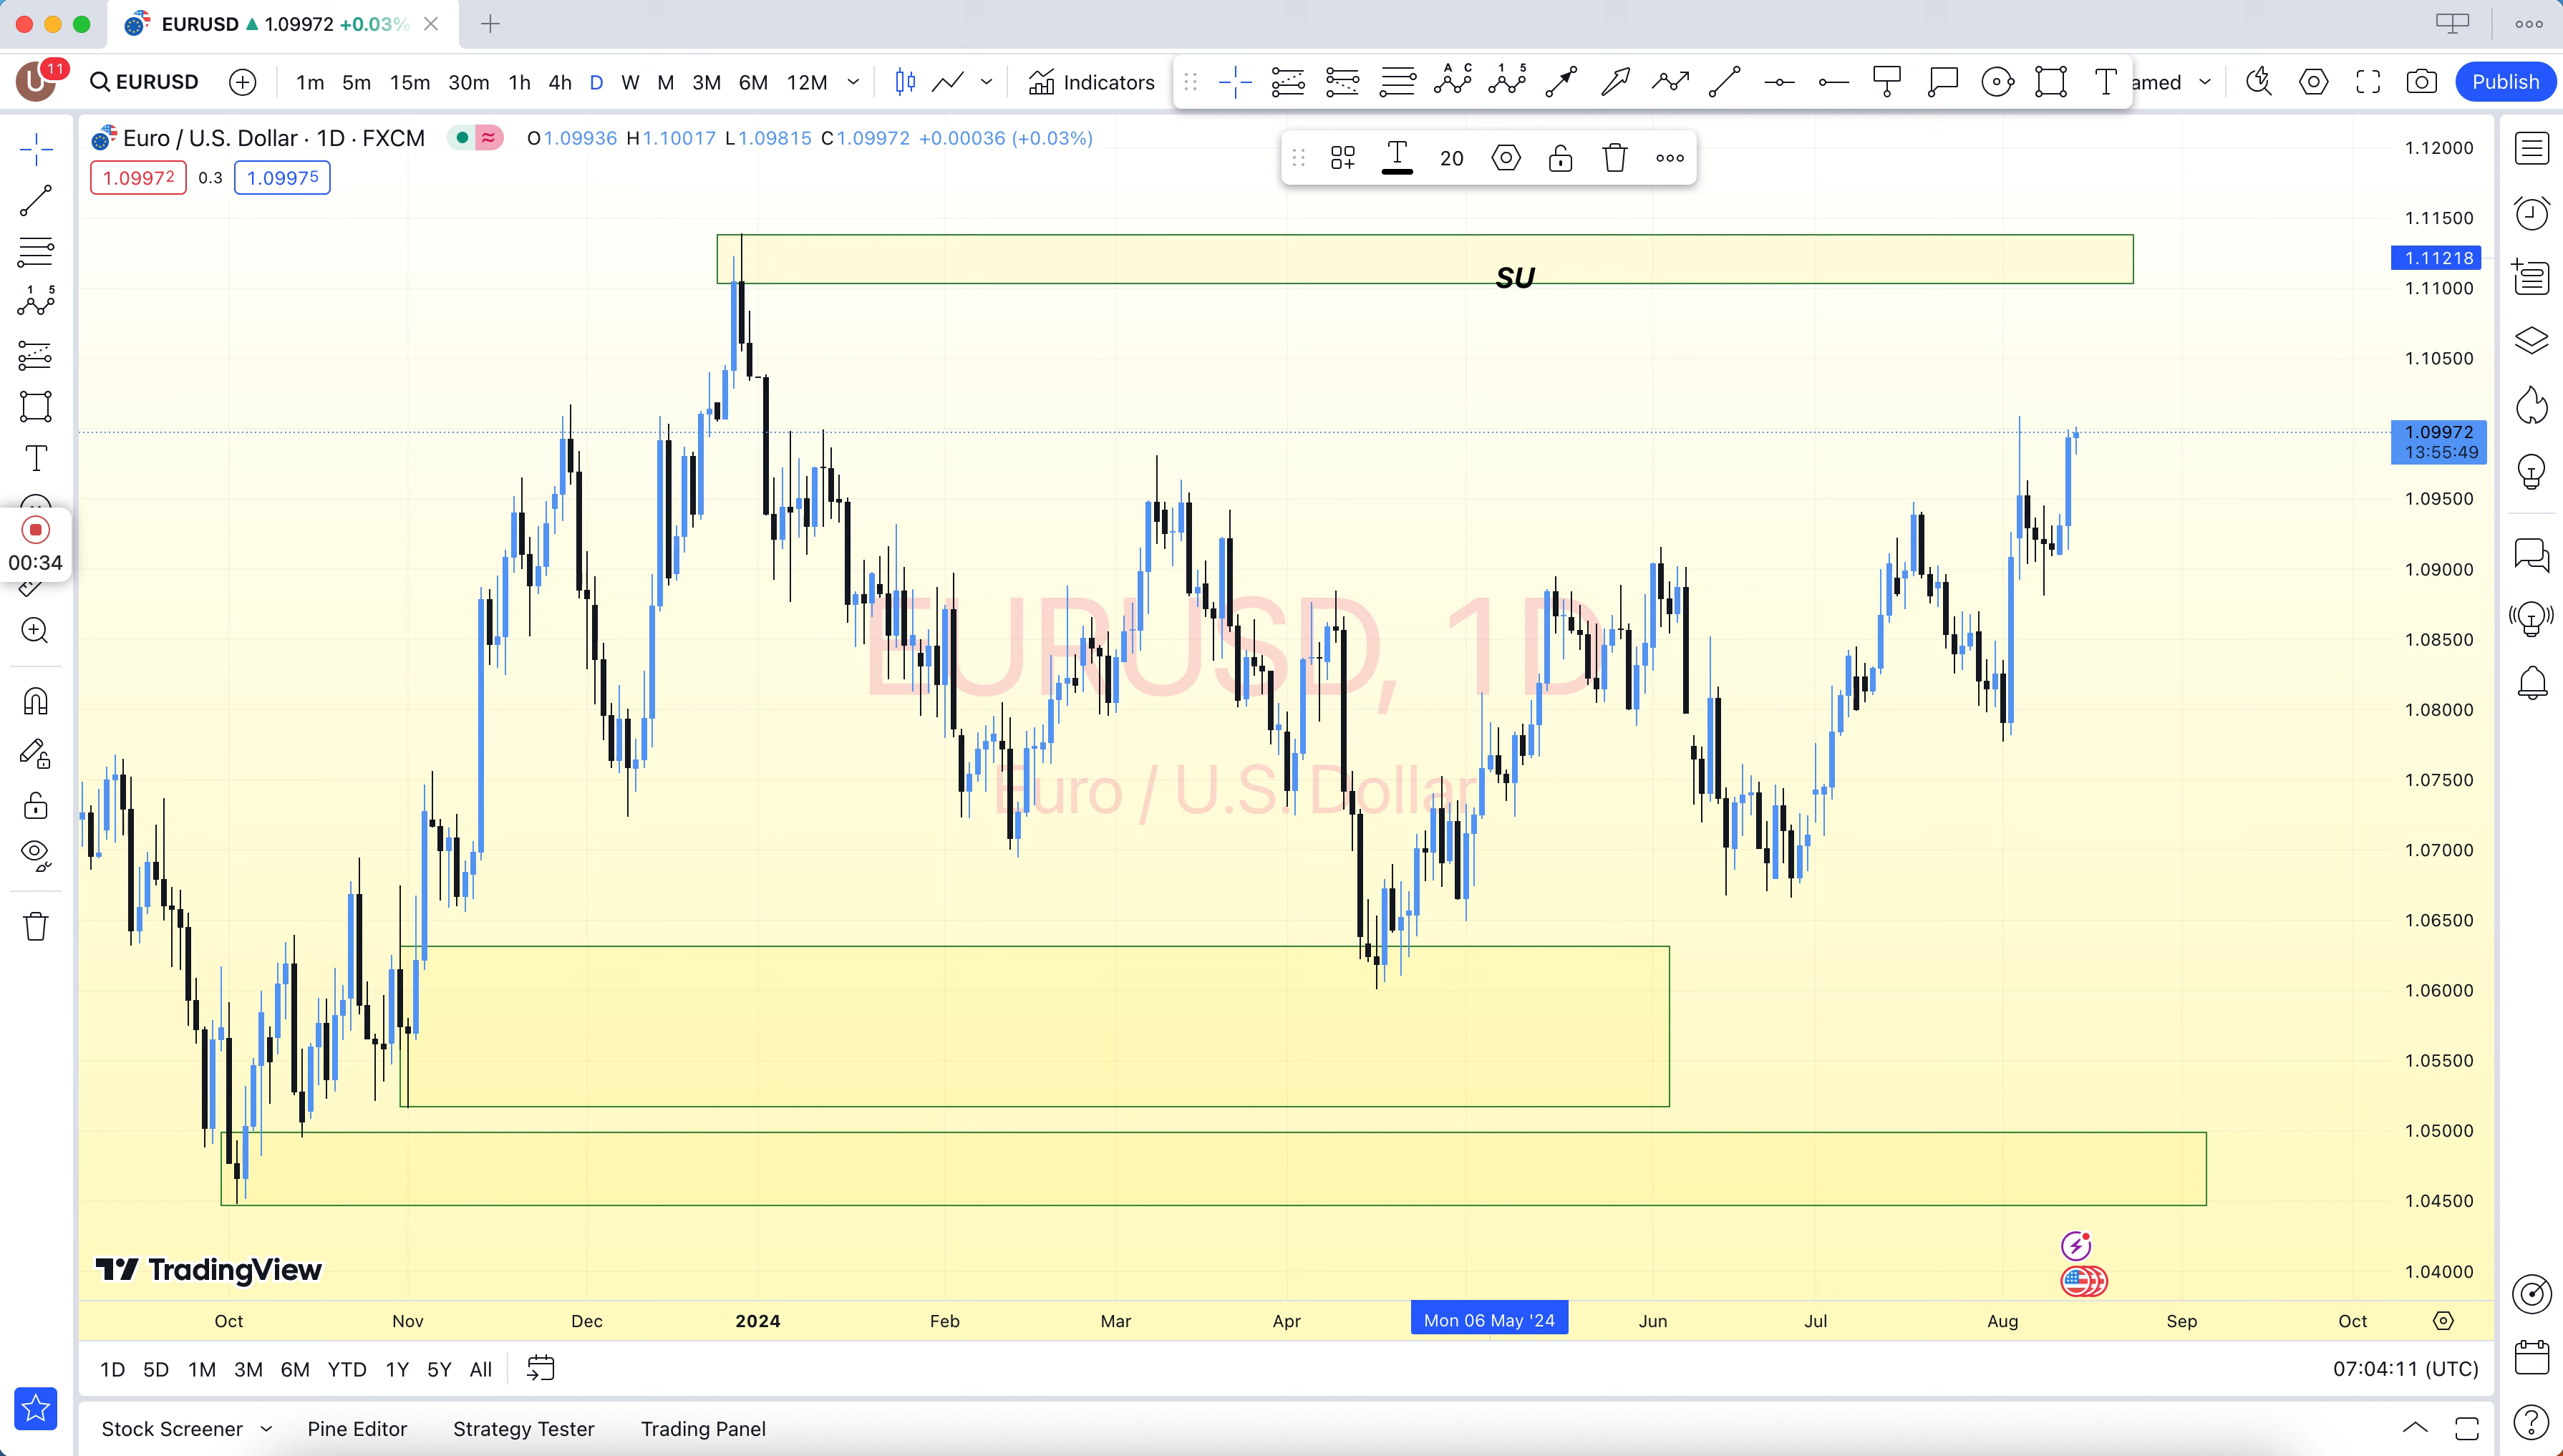 EURUSD ▲ 1.09972 +0.03%
U 11 EURUSD 1m 5m 15m 30m 1h 4h D W M 3M 6M 12M Indicators A C 1 5 T amed Publish
Euro / U.S. Dollar · 1D · FXCM O1.09936 H1.10017 L1.09815 C1.09972 +0.00036 (+0.03%)
1.09972 0.3 1.09975
T 20
1.12000
1.11500
1.11218
1.11000
1.10500
1.09972
13:55:49
1.09500
1.09000
1.08500
1.08000
1.07500
1.07000
1.06500
1.06000
1.05500
1.05000
1.04500
1.04000
SU
1 5
T
00:34
EURUSD, 1D
Euro / U.S. Dollar
TradingView
Oct Nov Dec 2024 Feb Mar Apr Mon 06 May '24 Jun Jul Aug Sep Oct
1D 5D 1M 3M 6M YTD 1Y 5Y All 07:04:11 (UTC)
Stock Screener Pine Editor Strategy Tester Trading Panel